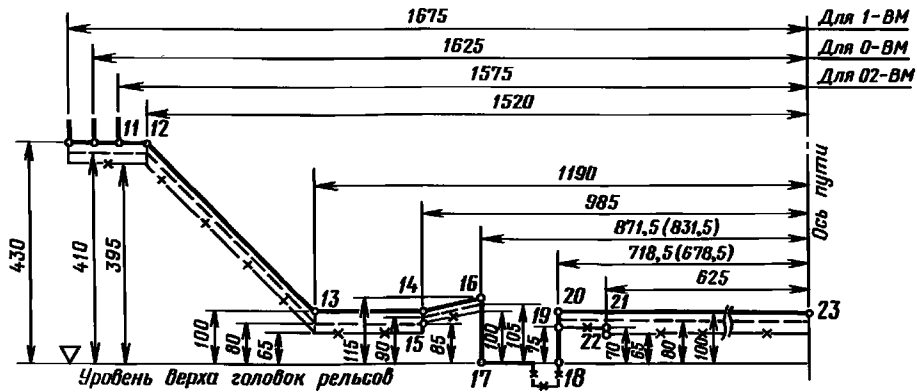 1675
Для 1-ВМ
1625
Для 0-ВМ
1575
Для 02-ВМ
1520
11 12
1190
985
871,5(831,5)
718,5(678,5)
625
Ось пути
430
410
395
13 14 16 20 21 23
19
15 22
100 80 65 115 90 85 100 105 75 70 65 80 100
17 18
Уровень верха головок рельсов